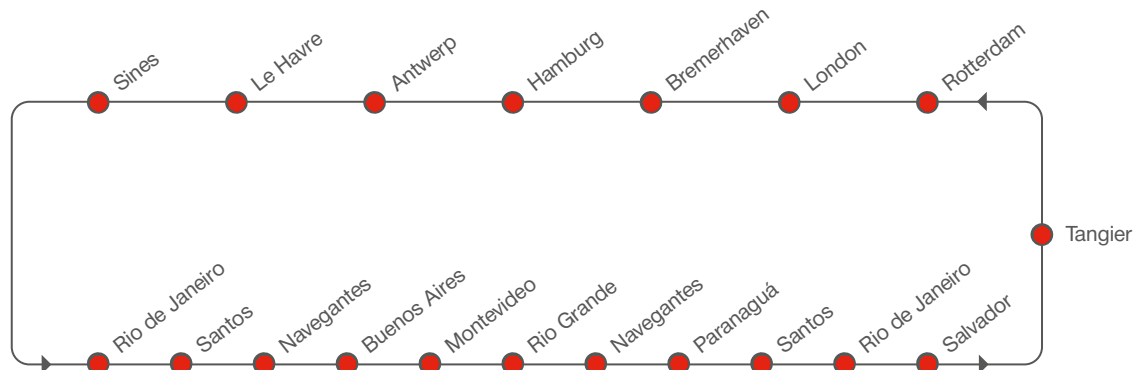 Sines
Le Havre
Antwerp
Hamburg
Bremerhaven
London
Rotterdam
Tangier
Rio de Janeiro
Santos
Navegantes
Buenos Aires
Montevideo
Rio Grande
Navegantes
Paranaguá
Santos
Rio de Janeiro
Salvador